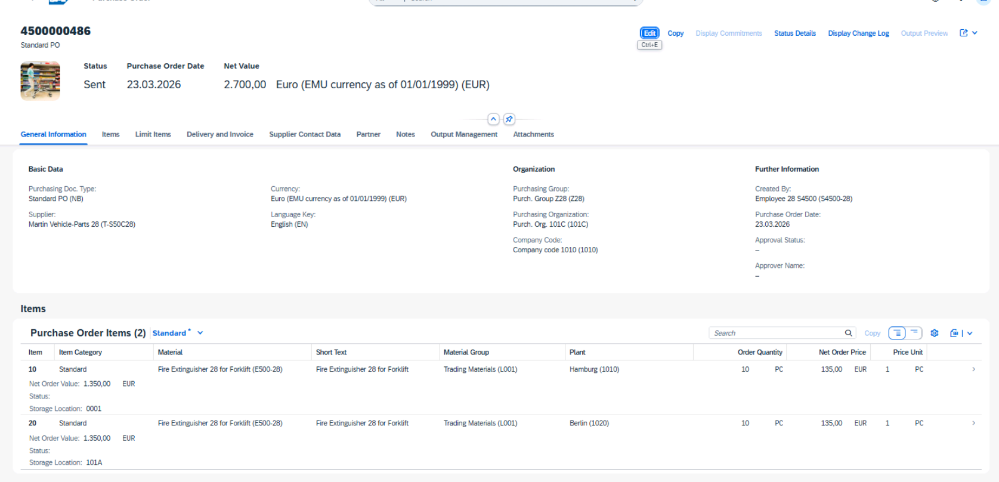 4500000486
Standard PO
Edit Copy Display Commitments Status Details Display Change Log Output Preview
Ctrl+E
Status Purchase Order Date Net Value
Sent 23.03.2026 2.700,00 Euro (EMU currency as of 01/01/1999) (EUR)
General Information Items Limit Items Delivery and Invoice Supplier Contact Data Partner Notes Output Management Attachments
Basic Data Organization Further Information
Purchasing Doc. Type: Currency: Purchasing Group: Created By:
Standard PO (NB) Euro (EMU currency as of 01/01/1999) (EUR) Purch. Group Z28 (Z28) Employee 28 S4500 (S4500-28)
Supplier: Language Key: Purchasing Organization: Purchase Order Date:
Martin Vehicle-Parts 28 (T-S50C28) English (EN) Purch. Org. 101C (101C) 23.03.2026
Company Code: Approval Status:
Company code 1010 (1010) –
Approver Name:
–
Items
Purchase Order Items (2) Standard * Search Copy
Item Item Category Material Short Text Material Group Plant Order Quantity Net Order Price Price Unit
10 Standard Fire Extinguisher 28 for Forklift (E500-28) Fire Extinguisher 28 for Forklift Trading Materials (L001) Hamburg (1010) 10 PC 135,00 EUR 1 PC
Net Order Value: 1.350,00 EUR
Status:
Storage Location: 0001
20 Standard Fire Extinguisher 28 for Forklift (E500-28) Fire Extinguisher 28 for Forklift Trading Materials (L001) Berlin (1020) 10 PC 135,00 EUR 1 PC
Net Order Value: 1.350,00 EUR
Status:
Storage Location: 101A